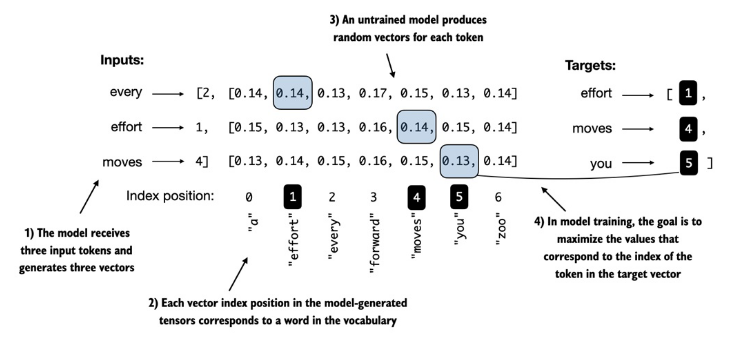 3) An untrained model produces
random vectors for each token
Inputs:
Targets:
every [2, [0.14, 0.14, 0.13, 0.17, 0.15, 0.13, 0.14] effort [ 1 ,
effort 1, [0.15, 0.13, 0.13, 0.16, 0.14, 0.15, 0.14] moves 4 ,
moves 4] [0.13, 0.14, 0.15, 0.16, 0.15, 0.13, 0.14] you 5 ]
Index position: 0 1 2 3 4 5 6
"a" "effort" "every" "forward" "moves" "you" "zoo"
1) The model receives
three input tokens and
generates three vectors
4) In model training, the goal is to
maximize the values that
correspond to the index of the
token in the target vector
2) Each vector index position in the model-generated
tensors corresponds to a word in the vocabulary